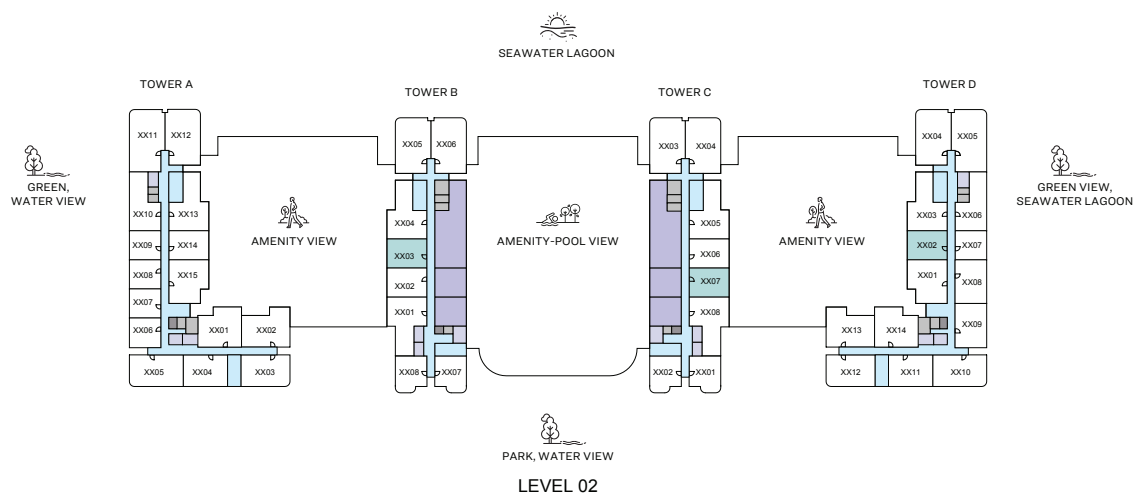 SEAWATER LAGOON
TOWER A
TOWER B
TOWER C
TOWER D
XX11
XX12
XX10
XX13
XX09
XX14
XX08
XX15
XX07
XX06
XX01
XX02
XX05
XX04
XX03
XX05
XX06
XX04
XX03
XX02
XX01
XX08
XX07
XX03
XX04
XX05
XX06
XX07
XX08
XX02
XX01
XX04
XX05
XX03
XX06
XX02
XX07
XX01
XX08
XX09
XX13
XX14
XX12
XX11
XX10
GREEN,
WATER VIEW
AMENITY VIEW
AMENITY-POOL VIEW
AMENITY VIEW
GREEN VIEW,
SEAWATER LAGOON
PARK, WATER VIEW
LEVEL 02